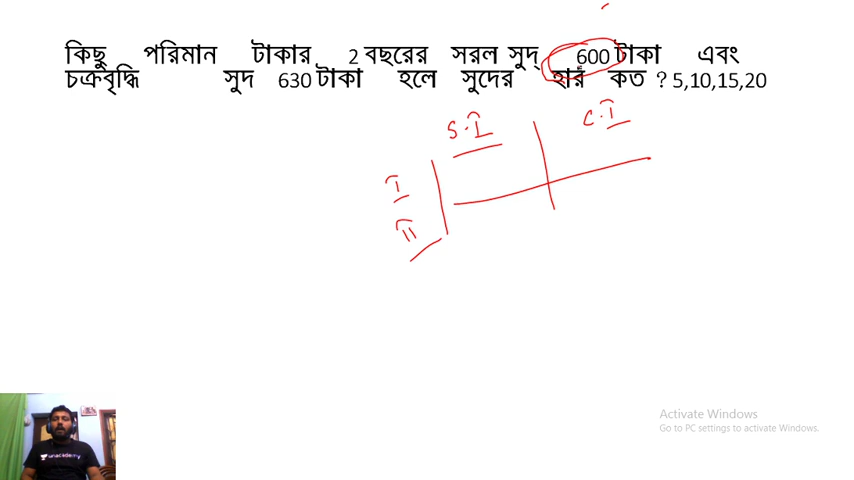 কিছু পরিমান টাকার 2 বছরের সরল সুদ্ 600 টাকা এবং
চক্রবৃদ্ধি সুদ 630 টাকা হলে সুদের হার কত ? 5,10,15,20
S.I C.I
I
II
Activate Windows
Go to PC settings to activate Windows.
unacademy